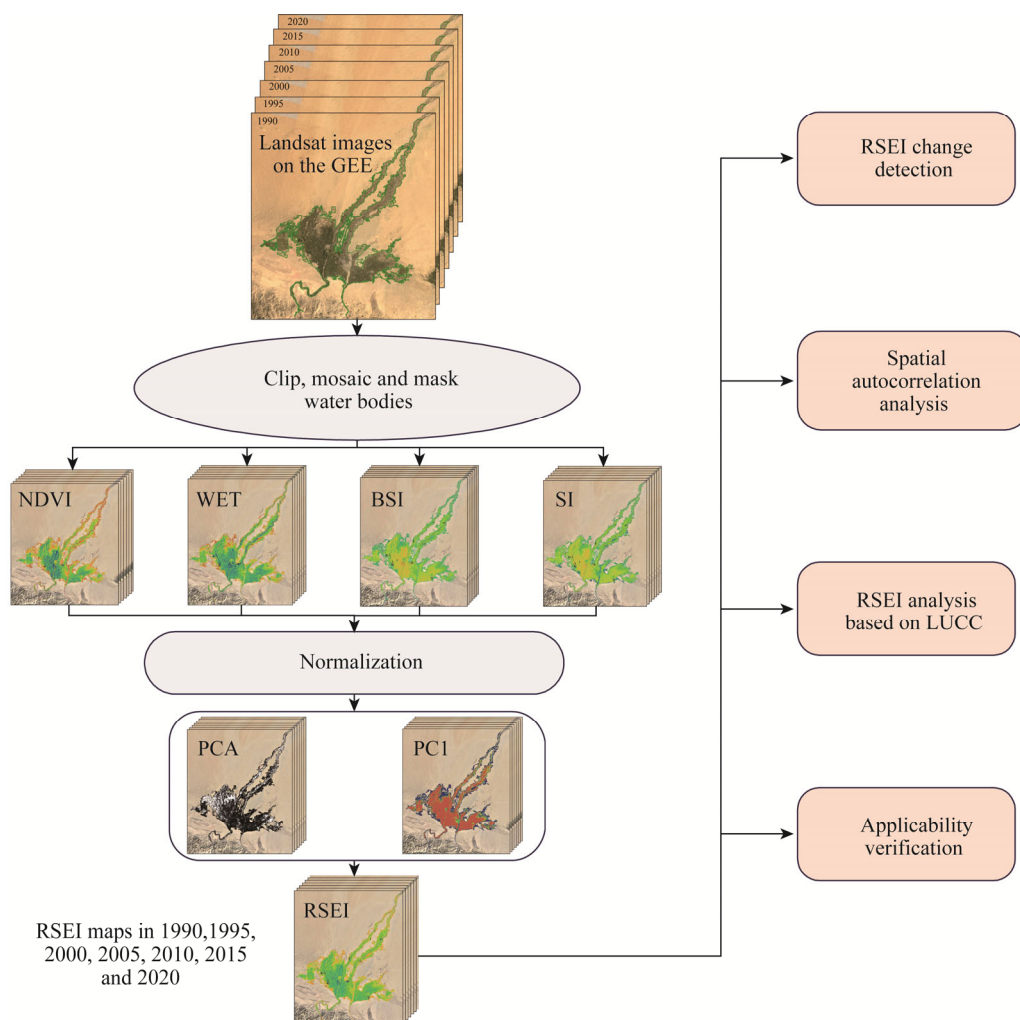 2020
2015
2010
2005
2000
1995
1990
Landsat images
on the GEE
Clip, mosaic and mask
water bodies
NDVI
WET
BSI
SI
Normalization
PCA
PC1
RSEI
RSEI maps in 1990,1995,
2000, 2005, 2010, 2015
and 2020
RSEI change
detection
Spatial
autocorrelation
analysis
RSEI analysis
based on LUCC
Applicability
verification